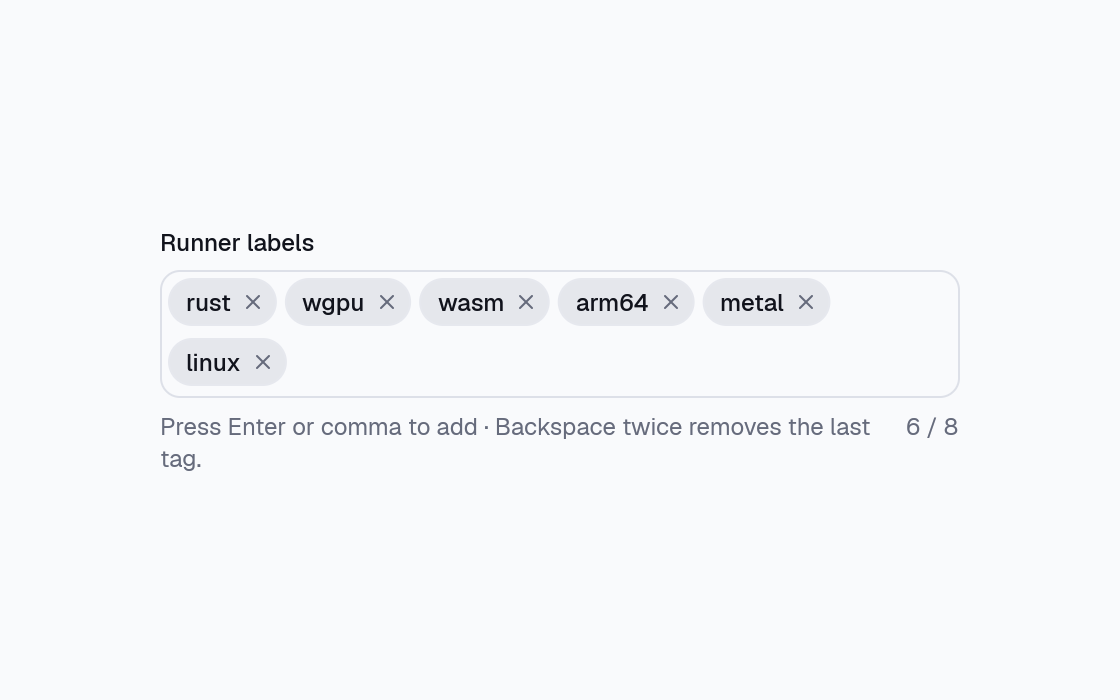 Runner labels
rust wgpu wasm arm64 metal
linux
Press Enter or comma to add · Backspace twice removes the last 6 / 8
tag.